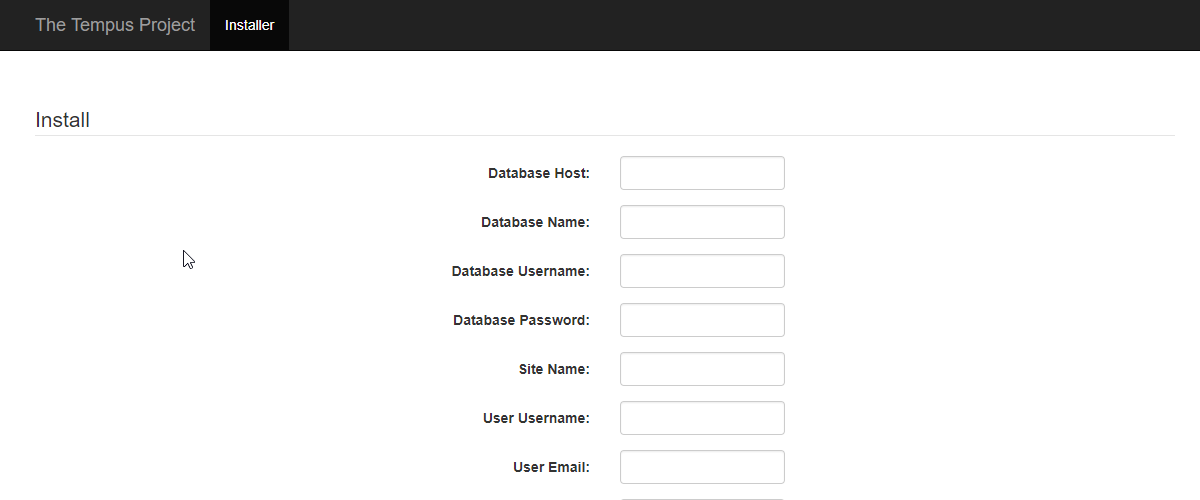 The Tempus Project Installer
Install
Database Host:
Database Name:
Database Username:
Database Password:
Site Name:
User Username:
User Email: